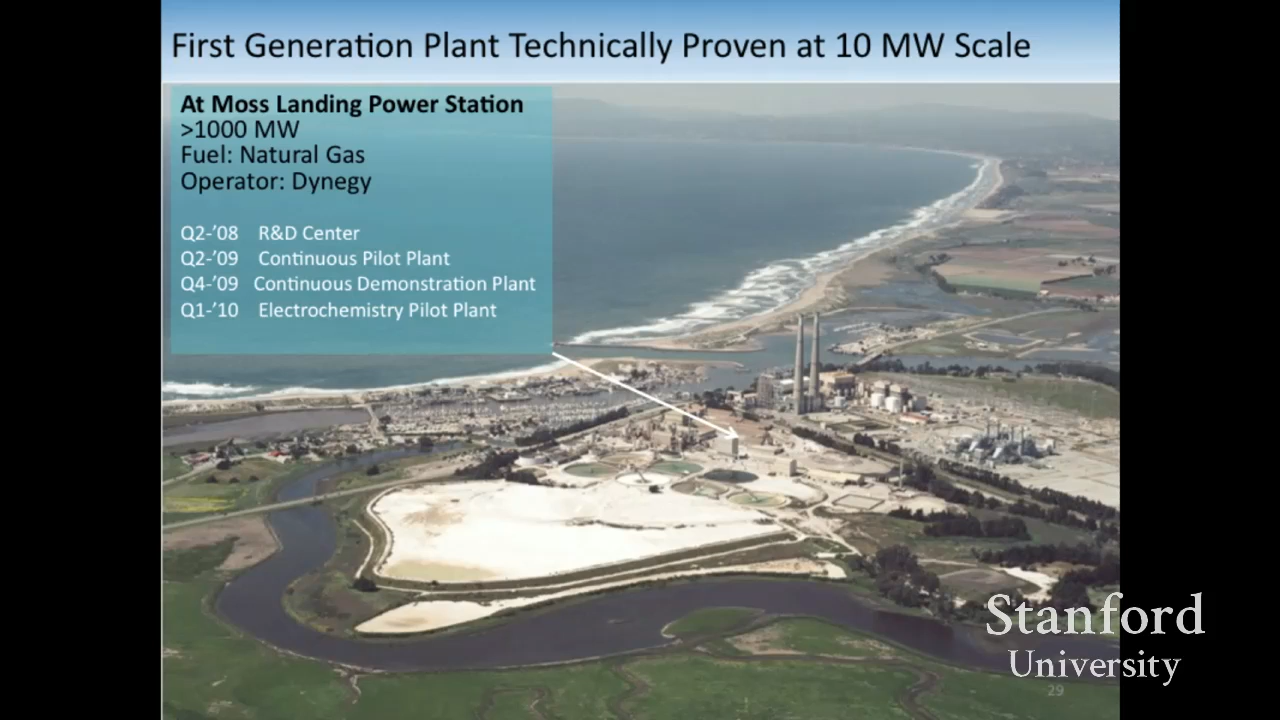 First Generation Plant Technically Proven at 10 MW Scale
At Moss Landing Power Station
>1000 MW
Fuel: Natural Gas
Operator: Dynegy
Q2-’08 R&D Center
Q2-’09 Continuous Pilot Plant
Q4-’09 Continuous Demonstration Plant
Q1-’10 Electrochemistry Pilot Plant
Stanford
University
29